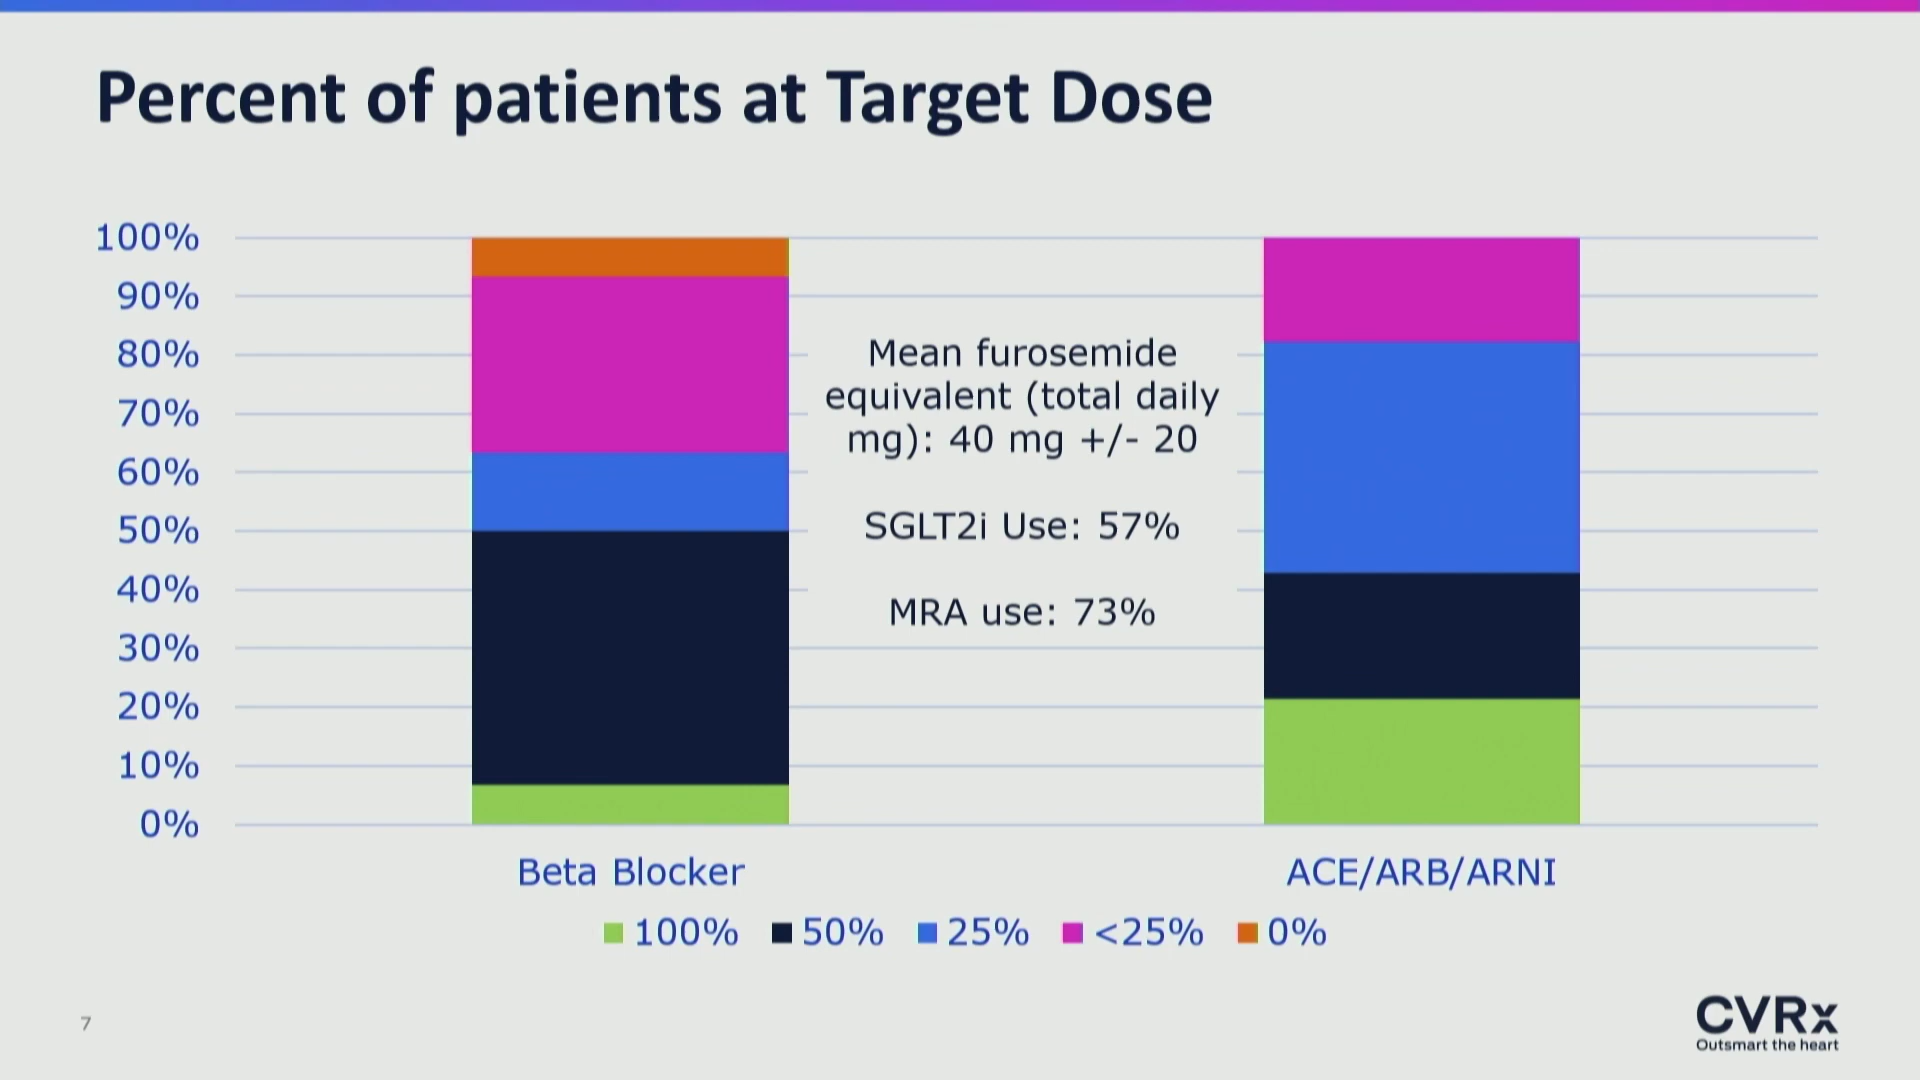 Percent of patients at Target Dose
100%
90%
80%
70%
60%
50%
40%
30%
20%
10%
0%
Mean furosemide
equivalent (total daily
mg): 40 mg +/- 20
SGLT2i Use: 57%
MRA use: 73%
Beta Blocker
ACE/ARB/ARNI
100% 50% 25% <25% 0%
7
CVRx
Outsmart the heart